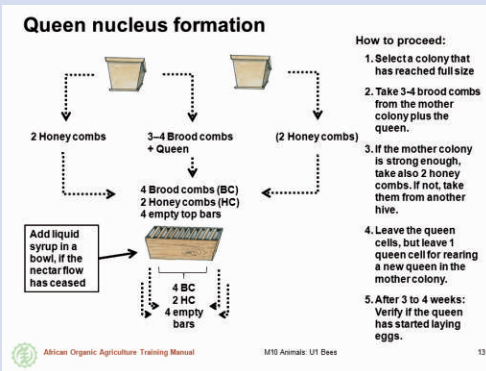 Queen nucleus formation
How to proceed:
1. Select a colony that
has reached full size
2. Take 3-4 brood combs
from the mother
colony plus the
queen.
3. If the mother colony
is strong enough,
take also 2 honey
combs. If not, take
them from another
hive.
4. Leave the queen
cells, but leave 1
queen cell for rearing
a new queen in the
mother colony.
5. After 3 to 4 weeks:
Verify if the queen
has started laying
eggs.
2 Honey combs
3–4 Brood combs
+ Queen
(2 Honey combs)
4 Brood combs (BC)
2 Honey combs (HC)
4 empty top bars
Add liquid
syrup in a
bowl, if the
nectar flow
has ceased
4 BC
2 HC
4 empty
bars
African Organic Agriculture Training Manual
M10 Animals: U1 Bees
13